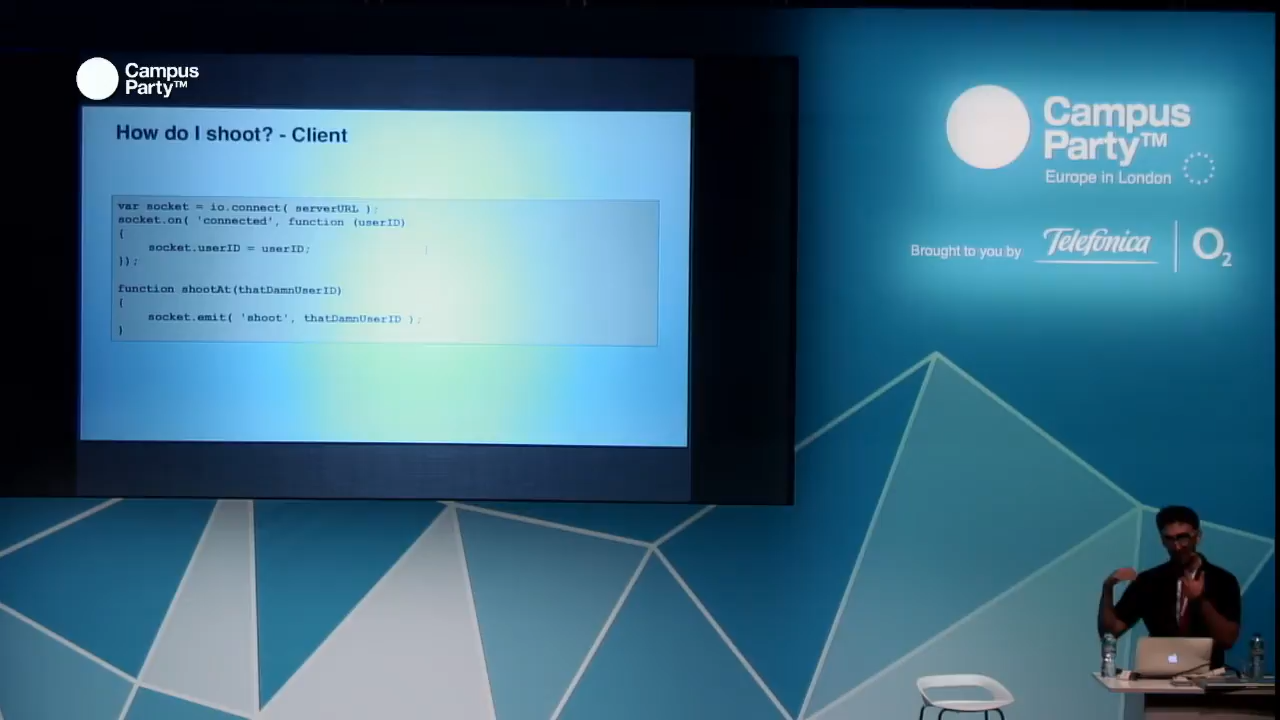 Campus
Party™
How do I shoot? - Client
var socket = io.connect( serverURL );
socket.on( 'connected', function (userID)
{
socket.userID = userID;
});
function shootAt(thatDamnUserID)
{
socket.emit( 'shoot', thatDamnUserID );
}
Campus
Party™
Europe in London
Brought to you by
Telefónica
O2